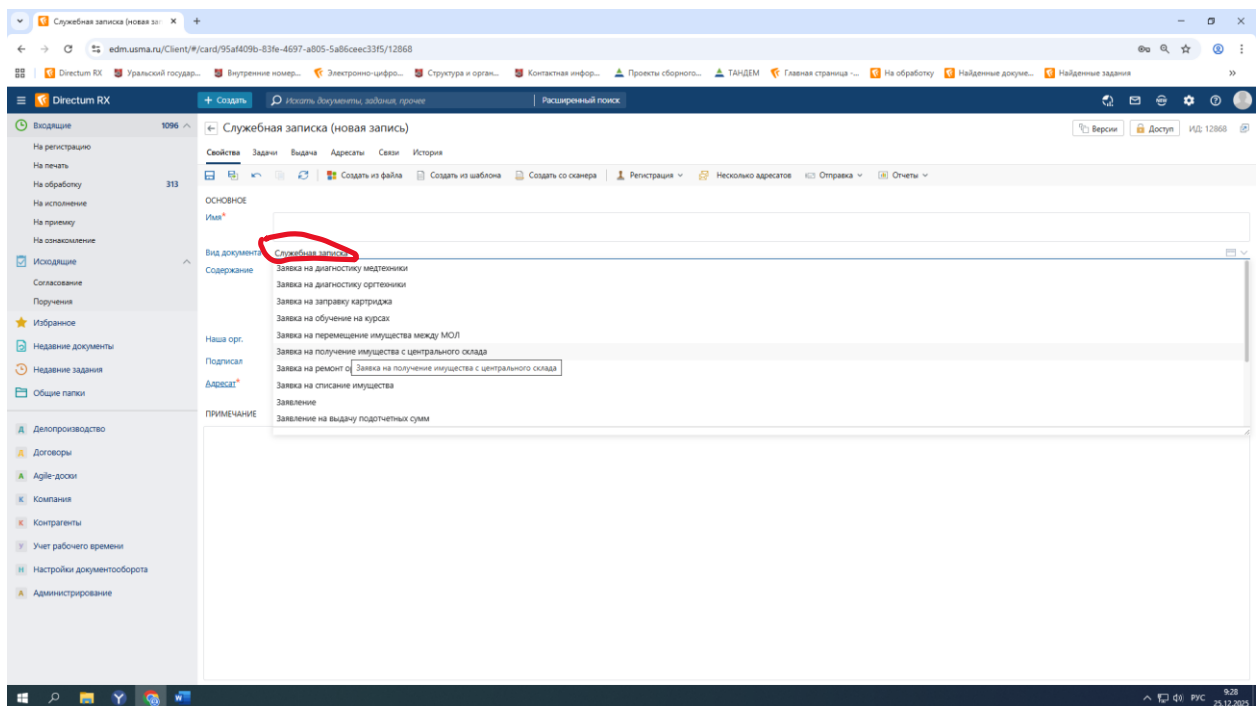 Служебная записка (новая зап
edm.usma.ru/Client/#/card/95af409b-83fe-4697-a805-5a86ceec33f5/12868
Directum RX Уральский государ... Внутренние номер... Электронно-цифро... Структура и орган... Контактная инфор... Проекты сборного... ТАНДЕМ Главная страница -... На обработку Найденные докуме... Найденные задания »
Directum RX + Создать Искать документы, задания, прочее Расширенный поиск
Входящие 1096
На регистрацию
На печать
На обработку 313
На исполнение
На приемку
На ознакомление
Исходящие
Согласование
Поручения
Избранное
Недавние документы
Недавние задания
Общие папки
Д Делопроизводство
Д Договоры
A Agile-доски
К Компания
К Контрагенты
У Учет рабочего времени
Н Настройки документооборота
А Администрирование
Служебная записка (новая запись) Версии Доступ ИД: 12868
Свойства Задачи Выдача Адресаты Связи История
Создать из файла Создать из шаблона Создать со сканера Регистрация Несколько адресатов Отправка Отчеты
ОСНОВНОЕ
Имя*
Вид документа Служебная записка
Содержание
Заявка на диагностику медтехники
Заявка на диагностику оргтехники
Заявка на заправку картриджа
Заявка на обучение на курсах
Заявка на перемещение имущества между МОЛ
Заявка на получение имущества с центрального склада
Заявка на ремонт о
Заявка на получение имущества с центрального склада
Заявка на списание имущества
Заявление
Заявление на выдачу подотчетных сумм
Наша орг.
Подписал
Адресат*
ПРИМЕЧАНИЕ
РУС 9:28
25.12.2025